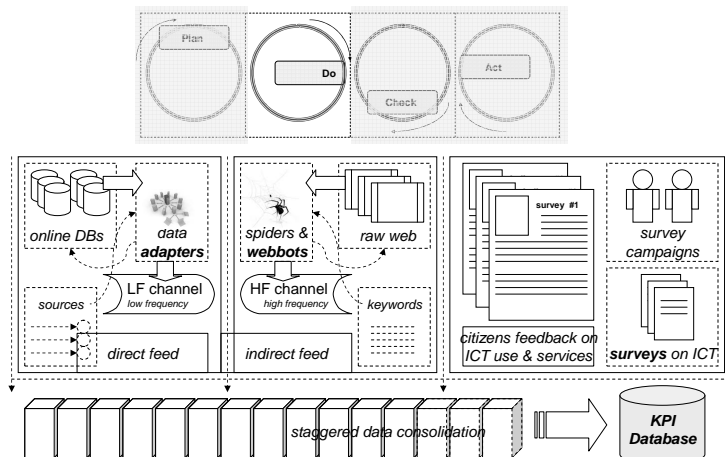 Plan
Do
Check
Act
online DBs
data
adapters
spiders &
webbots
raw web
survey #1
survey
campaigns
LF channel
low frequency
HF channel
high frequency
sources
keywords
direct feed
indirect feed
citizens feedback on
ICT use & services
surveys on ICT
staggered data consolidation
KPI
Database